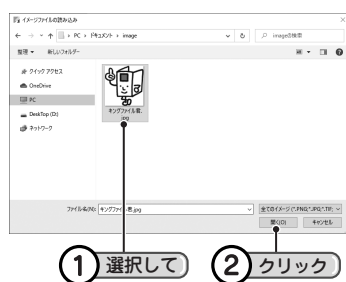 イメージファイルの読み込み
PC › ドキュメント › image
imageの検索
整理 ▼ 新しいフォルダー
クイック アクセス
OneDrive
PC
DeskTop (D:)
ネットワーク
キングファイル君.
jpg
ファイル名(N): キングファイル君.jpg
全てのイメージ (*.PNG;*.JPG;*.TIF;
開く(O) キャンセル
① 選択して
② クリック